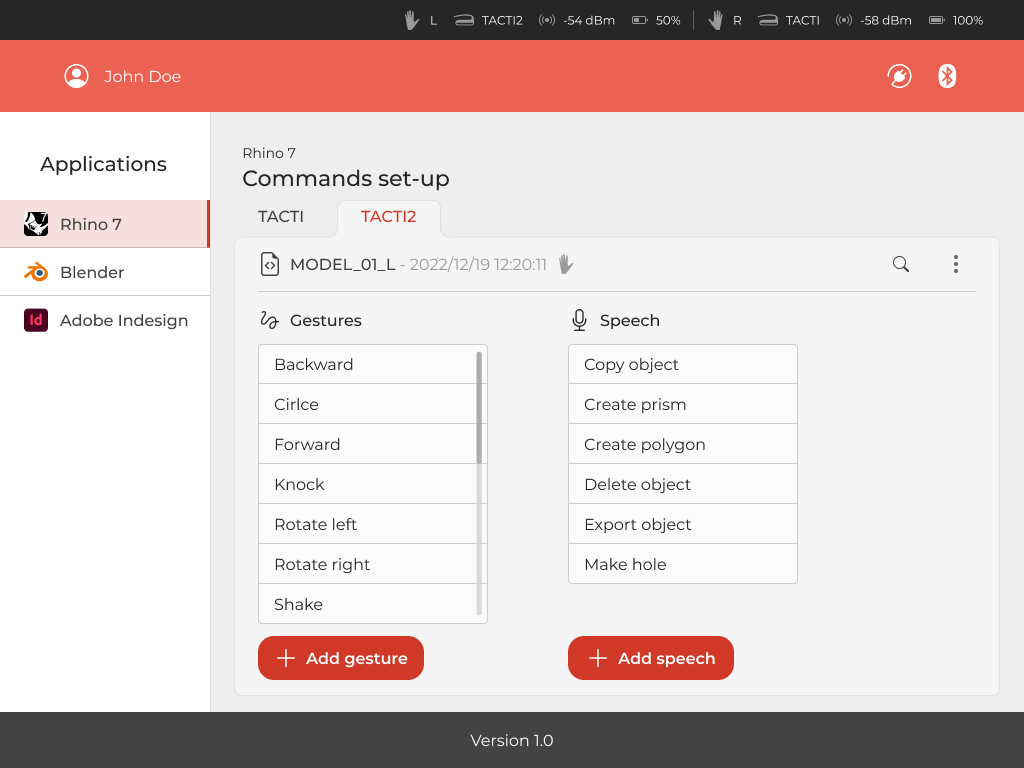 L TACTI2 -54 dBm 50% R TACTI -58 dBm 100%
John Doe
Applications
Rhino 7
Blender
Id Adobe Indesign
Rhino 7
Commands set-up
TACTI TACTI2
MODEL_01_L - 2022/12/19 12:20:11
Gestures
Backward
Cirlce
Forward
Knock
Rotate left
Rotate right
Shake
Add gesture
Speech
Copy object
Create prism
Create polygon
Delete object
Export object
Make hole
Add speech
Version 1.0